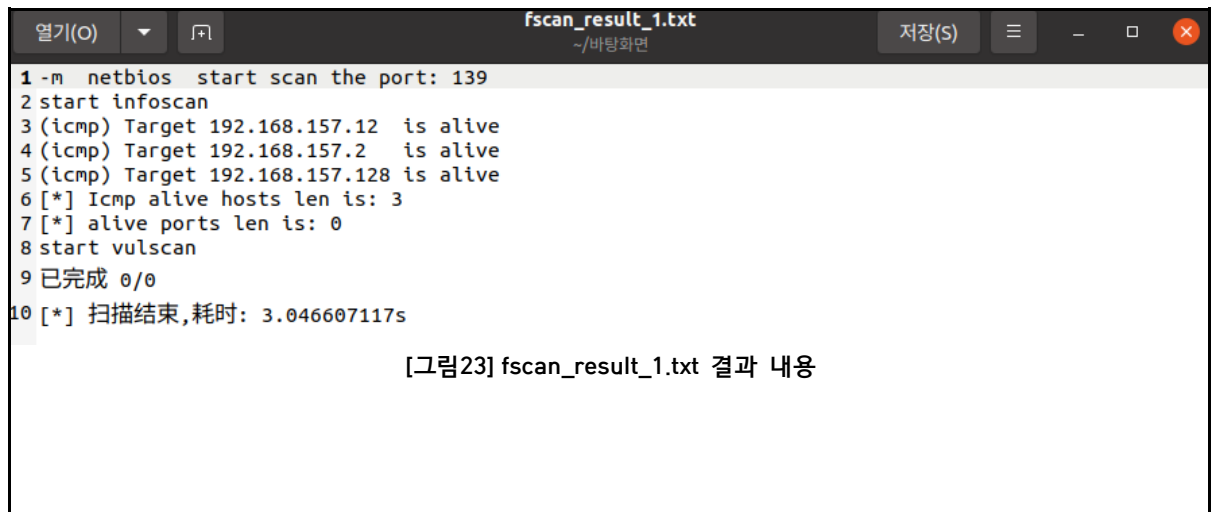 열기(O)
fscan_result_1.txt
~/바탕화면
저장(S)
1 -m  netbios  start scan the port: 139
2 start infoscan
3 (icmp) Target 192.168.157.12  is alive
4 (icmp) Target 192.168.157.2   is alive
5 (icmp) Target 192.168.157.128 is alive
6 [*] Icmp alive hosts len is: 3
7 [*] alive ports len is: 0
8 start vulscan
9 已完成 0/0
10 [*] 扫描结束,耗时: 3.046607117s
[그림23] fscan_result_1.txt 결과 내용